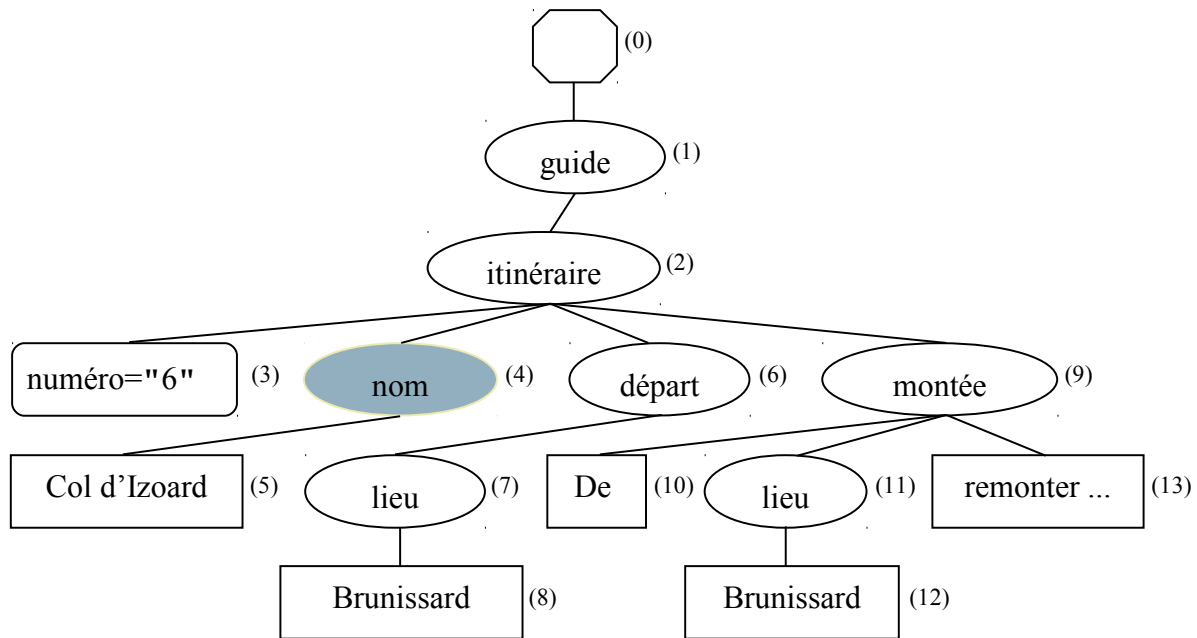 (0)
guide (1)
itinéraire (2)
numéro="6" (3) nom (4) départ (6) montée (9)
Col d’Izoard (5) lieu (7) De (10) lieu (11) remonter ... (13)
Brunissard (8) Brunissard (12)